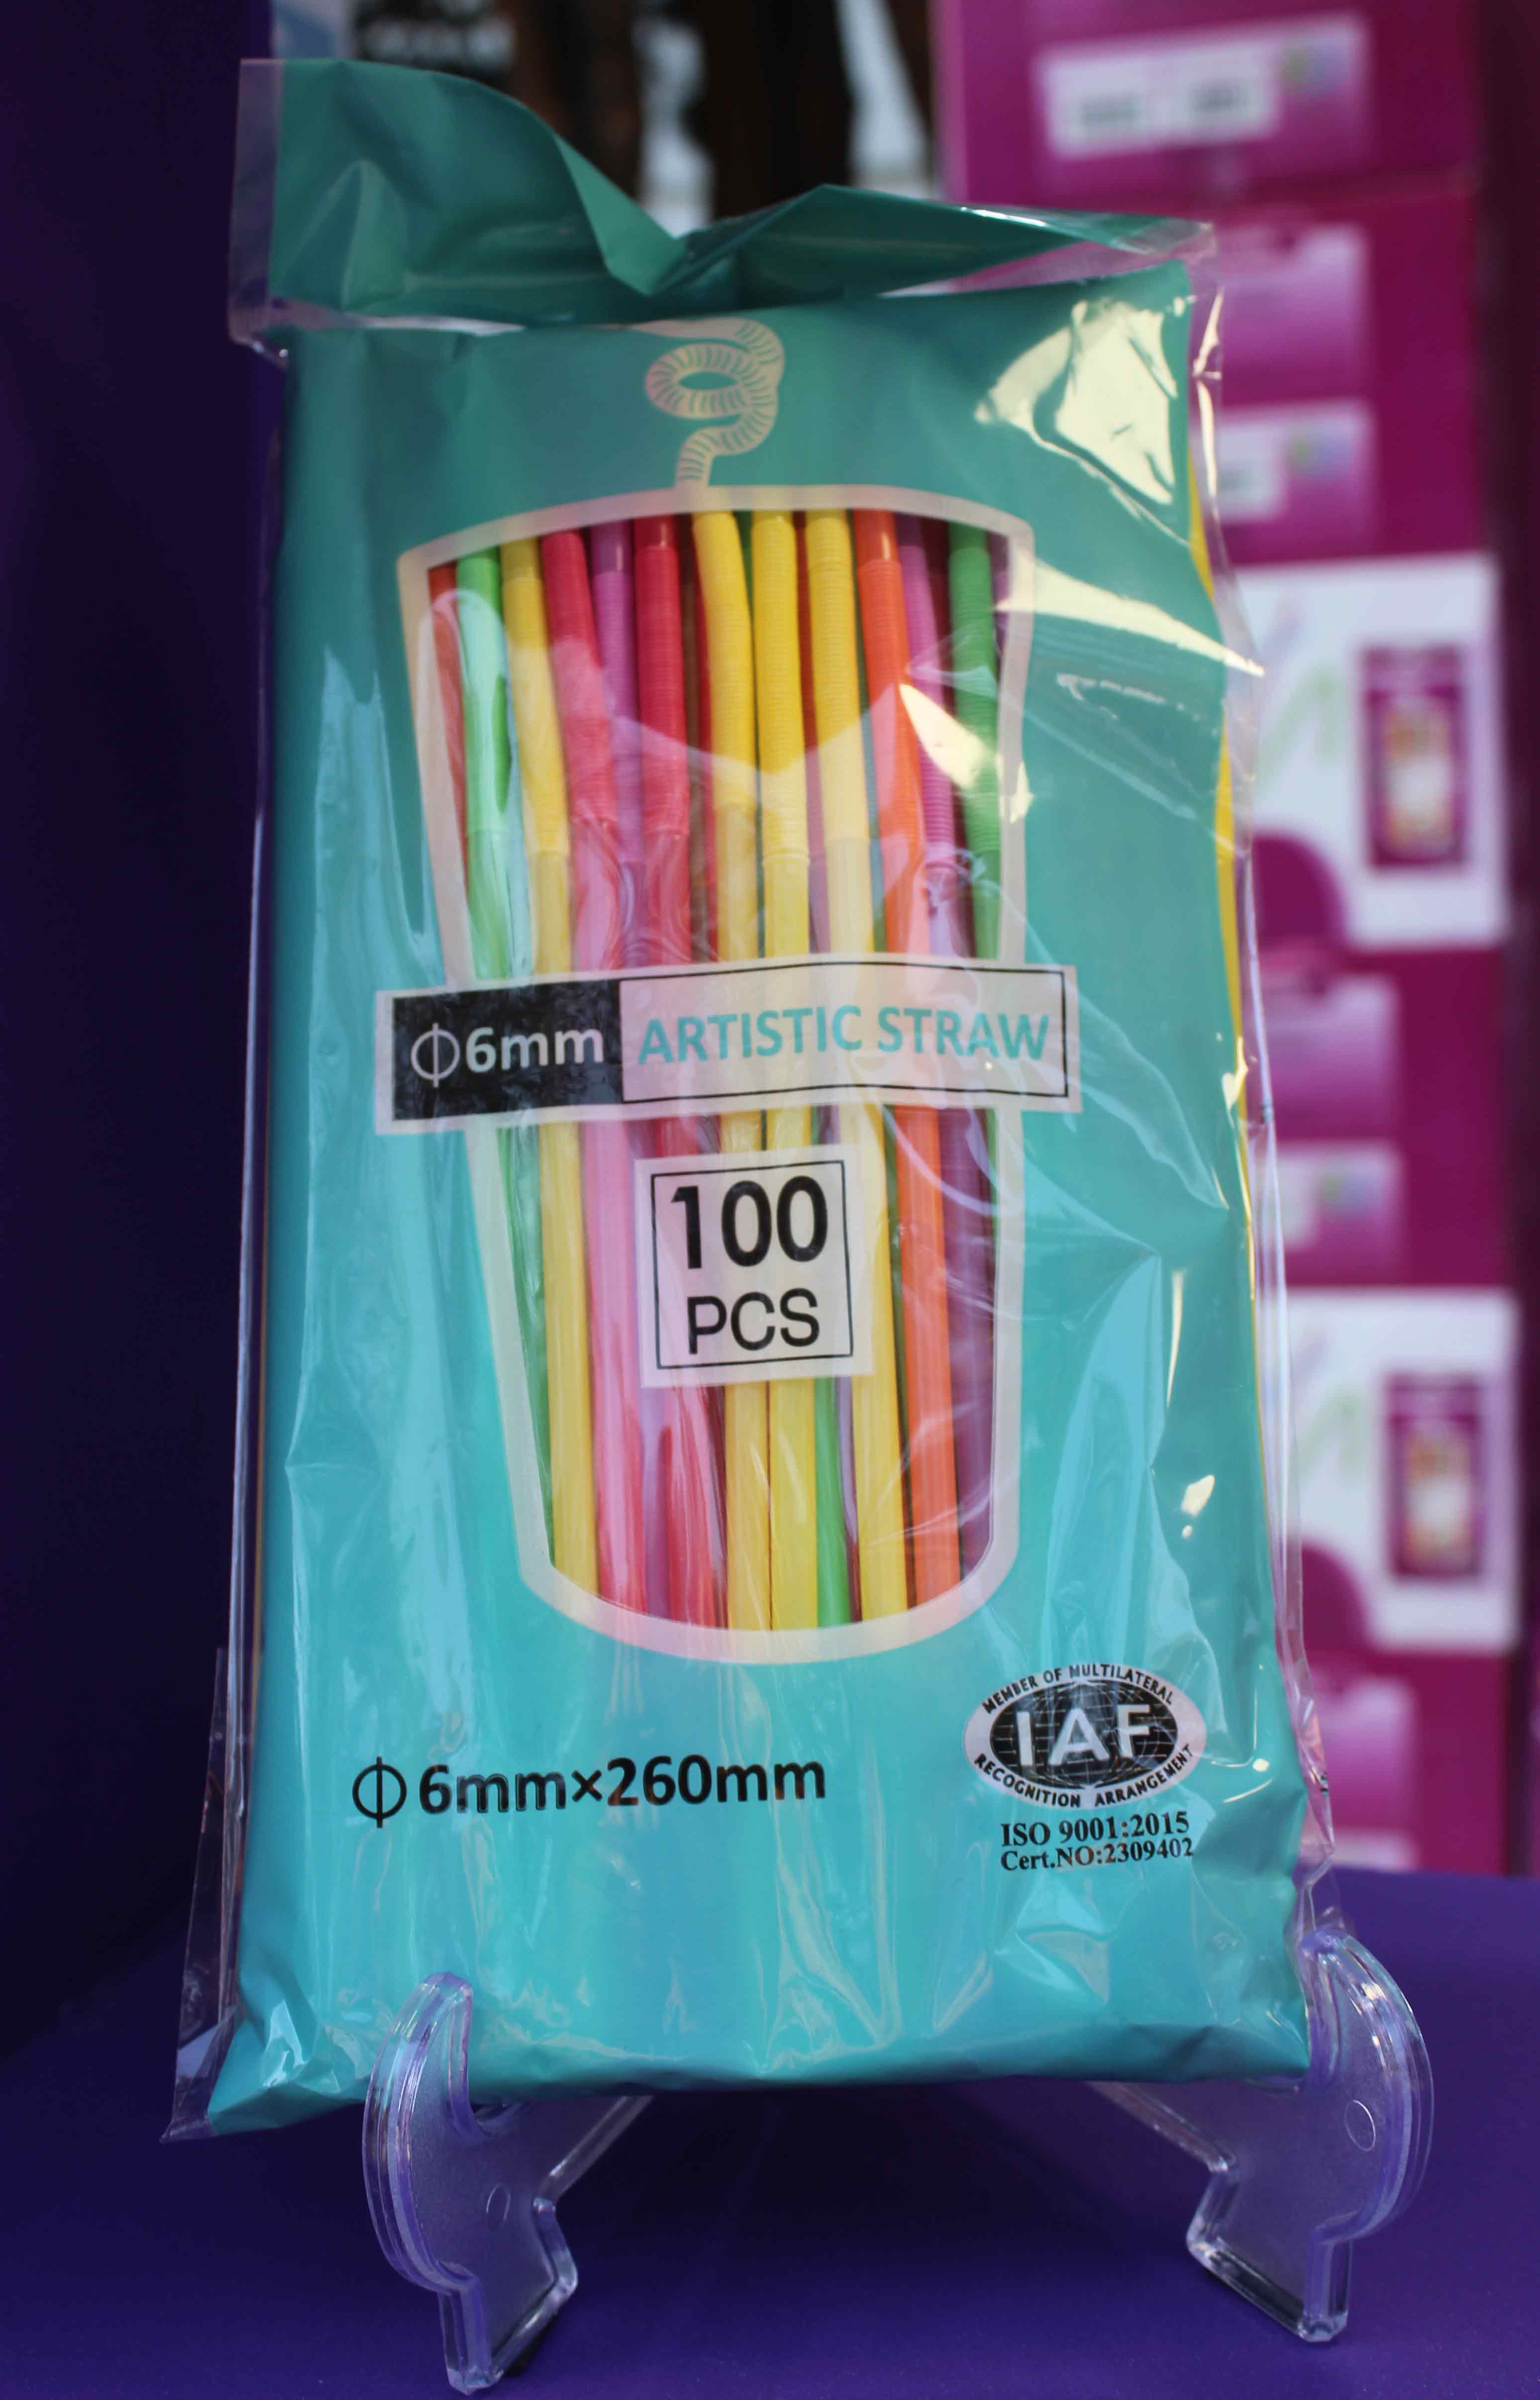 Φ6mm ARTISTIC STRAW
100
PCS
Φ6mm×260mm
MEMBER OF MULTILATERAL
IAF
RECOGNITION ARRANGEMENT
ISO 9001:2015
Cert.NO:2309402